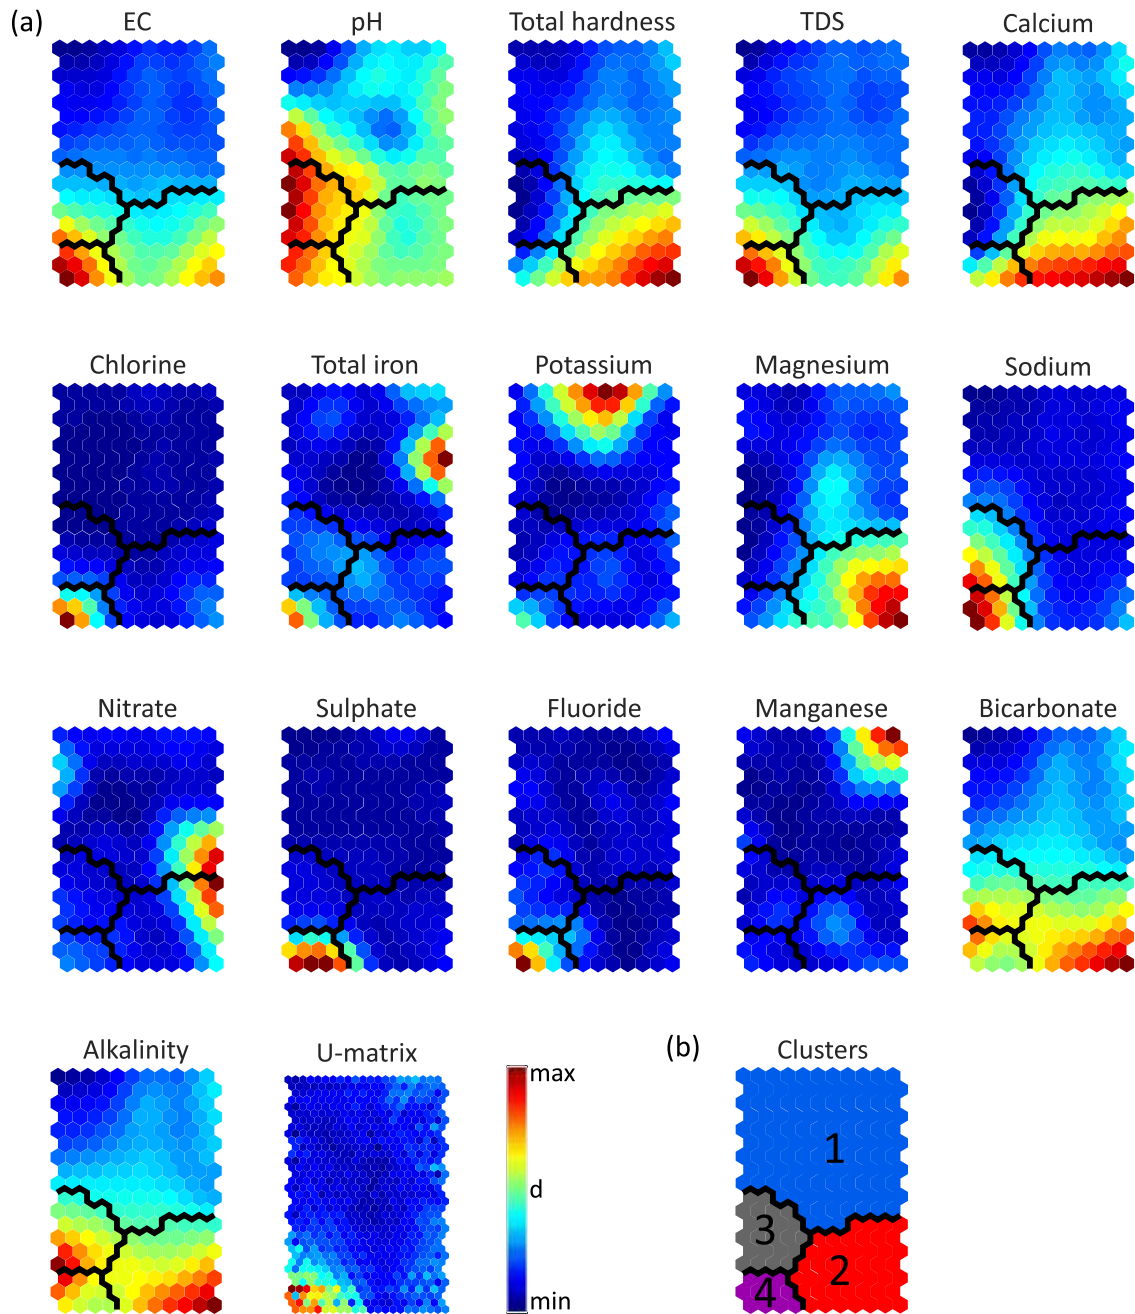 (a)
EC pH Total hardness TDS Calcium
Chlorine Total iron Potassium Magnesium Sodium
Nitrate Sulphate Fluoride Manganese Bicarbonate
Alkalinity U-matrix
max
d
min
(b)
Clusters
1
3
2
4